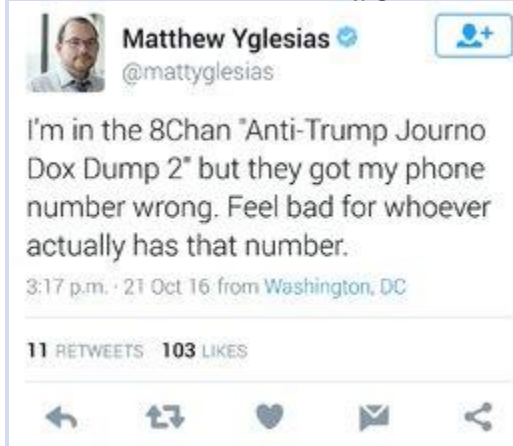 Matthew Yglesias
@mattyglesias
I'm in the 8Chan "Anti-Trump Journo
Dox Dump 2" but they got my phone
number wrong. Feel bad for whoever
actually has that number.
3:17 p.m. · 21 Oct 16 from Washington, DC
11 RETWEETS 103 LIKES